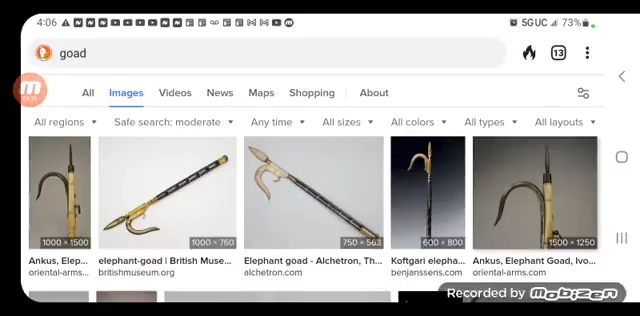 4:06
5GUC 73%
goad
13
All Images Videos News Maps Shopping About
All regions Safe search: moderate Any time All sizes All colors All types All layouts
1000 × 1500 1000 × 760 750 × 563 600 × 800 1500 × 1250
Ankus, Elep... elephant-goad | British Muse... Elephant goad - Alchetron, Th... Koftgari elepha... Ankus, Elephant Goad, Ivo...
oriental-arms... britishmuseum.org alchetron.com benjanssens.com oriental-arms.com
Recorded by MOBIZEN